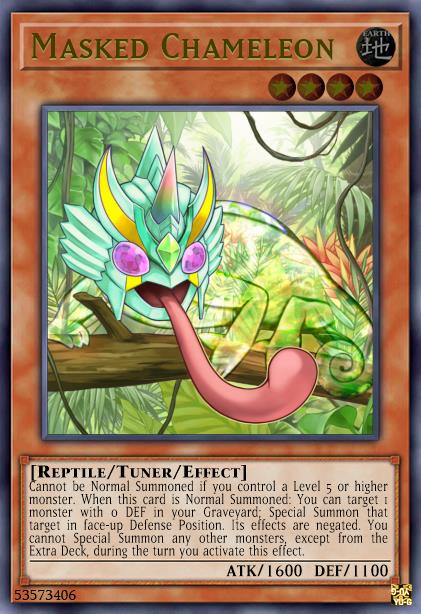 MASKED CHAMELEON
EARTH
地
[REPTILE/TUNER/EFFECT]
Cannot be Normal Summoned if you control a Level 5 or higher
monster. When this card is Normal Summoned: You can target 1
monster with 0 DEF in your Graveyard; Special Summon that
target in face-up Defense Position. Its effects are negated. You
cannot Special Summon any other monsters, except from the
Extra Deck, during the turn you activate this effect.
ATK/1600 DEF/1100
53573406